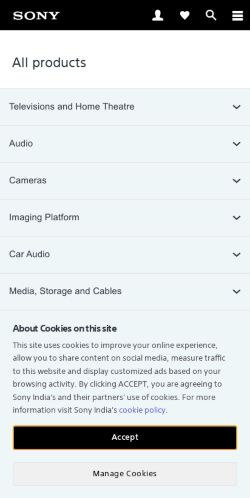 SONY
All products
Televisions and Home Theatre
Audio
Cameras
Imaging Platform
Car Audio
Media, Storage and Cables
About Cookies on this site
This site uses cookies to improve your online experience,
allow you to share content on social media, measure traffic
to this website and display customized ads based on your
browsing activity. By clicking ACCEPT, you are agreeing to
Sony India's and their partners' use of cookies. For more
information visit Sony India's cookie policy.
Accept
Manage Cookies